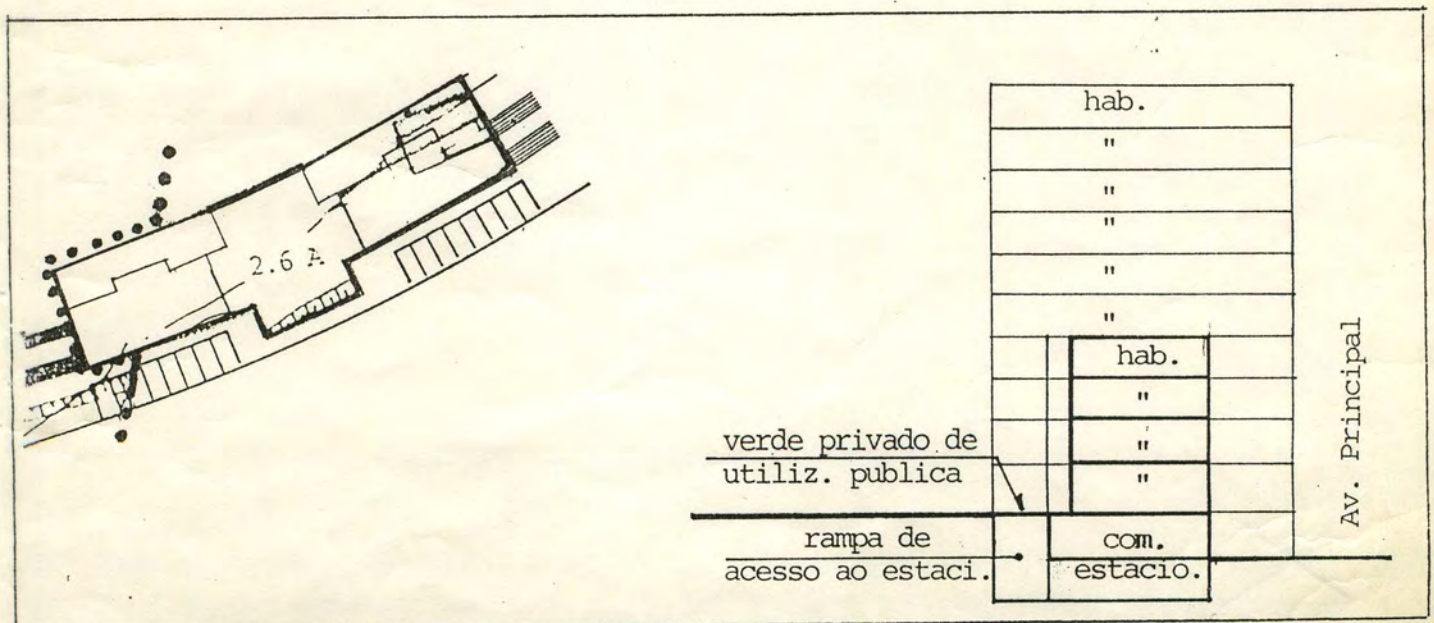 2.6 A
hab.
"
"
"
"
"
hab.
"
"
"
verde privado de
utiliz. publica
rampa de
acesso ao estaci.
com.
estacio.
Av. Principal